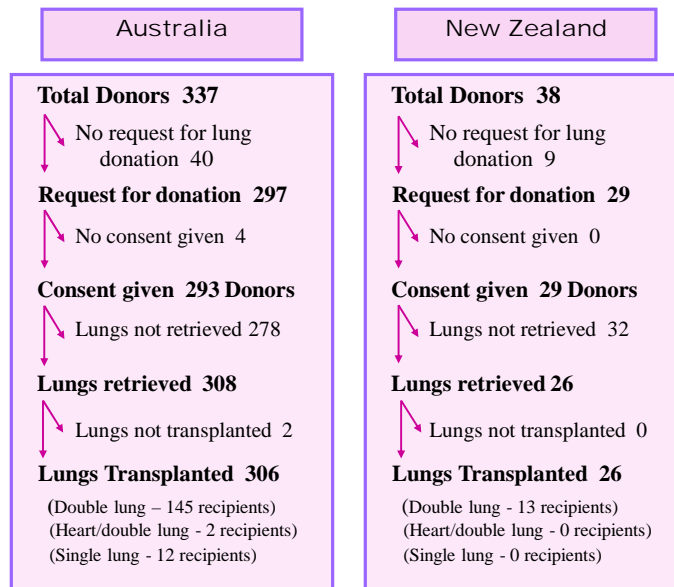 Australia
Total Donors 337
No request for lung
donation 40
Request for donation 297
No consent given 4
Consent given 293 Donors
Lungs not retrieved 278
Lungs retrieved 308
Lungs not transplanted 2
Lungs Transplanted 306
(Double lung – 145 recipients)
(Heart/double lung - 2 recipients)
(Single lung - 12 recipients)
New Zealand
Total Donors 38
No request for lung
donation 9
Request for donation 29
No consent given 0
Consent given 29 Donors
Lungs not retrieved 32
Lungs retrieved 26
Lungs not transplanted 0
Lungs Transplanted 26
(Double lung - 13 recipients)
(Heart/double lung - 0 recipients)
(Single lung - 0 recipients)